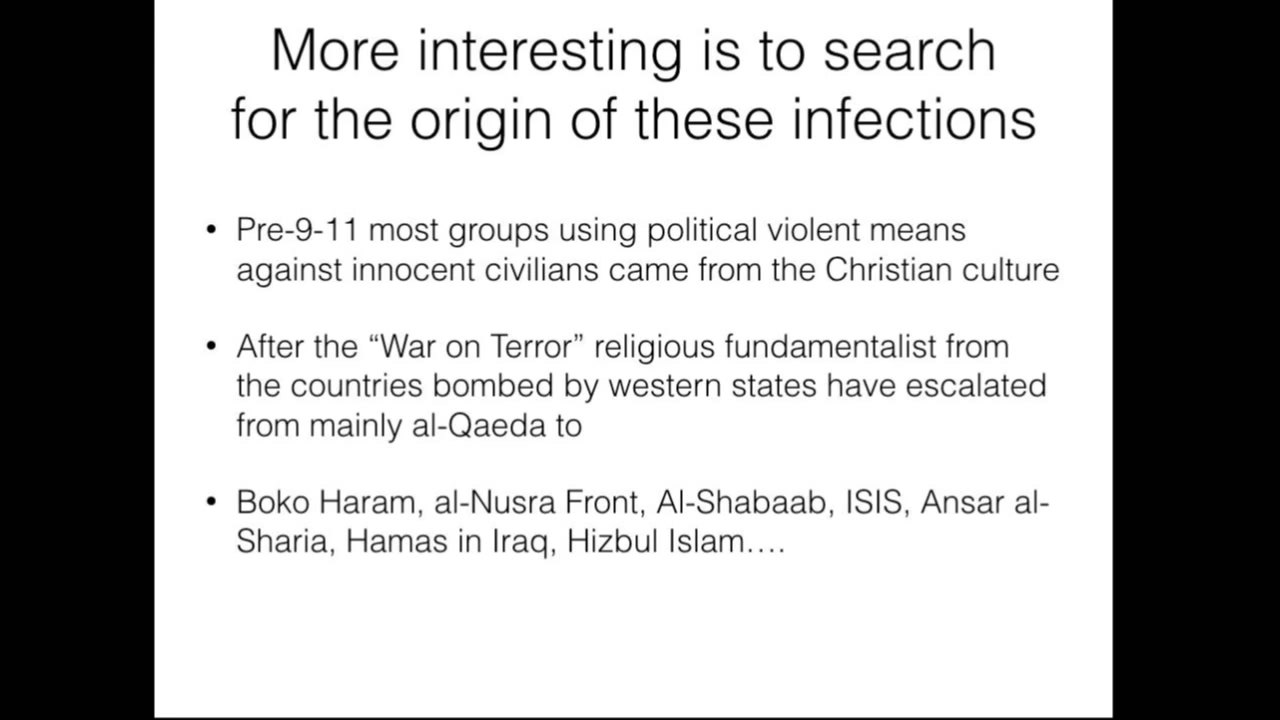 More interesting is to search
for the origin of these infections
• Pre-9-11 most groups using political violent means
against innocent civilians came from the Christian culture
• After the “War on Terror” religious fundamentalist from
the countries bombed by western states have escalated
from mainly al-Qaeda to
• Boko Haram, al-Nusra Front, Al-Shabaab, ISIS, Ansar al-
Sharia, Hamas in Iraq, Hizbul Islam….